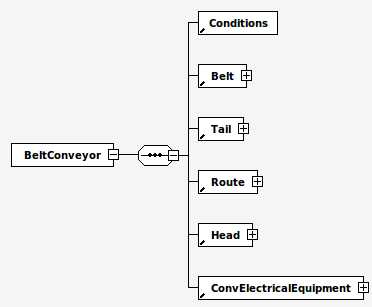 Conditions
Belt
Tail
BeltConveyor
Route
Head
ConvElectricalEquipment